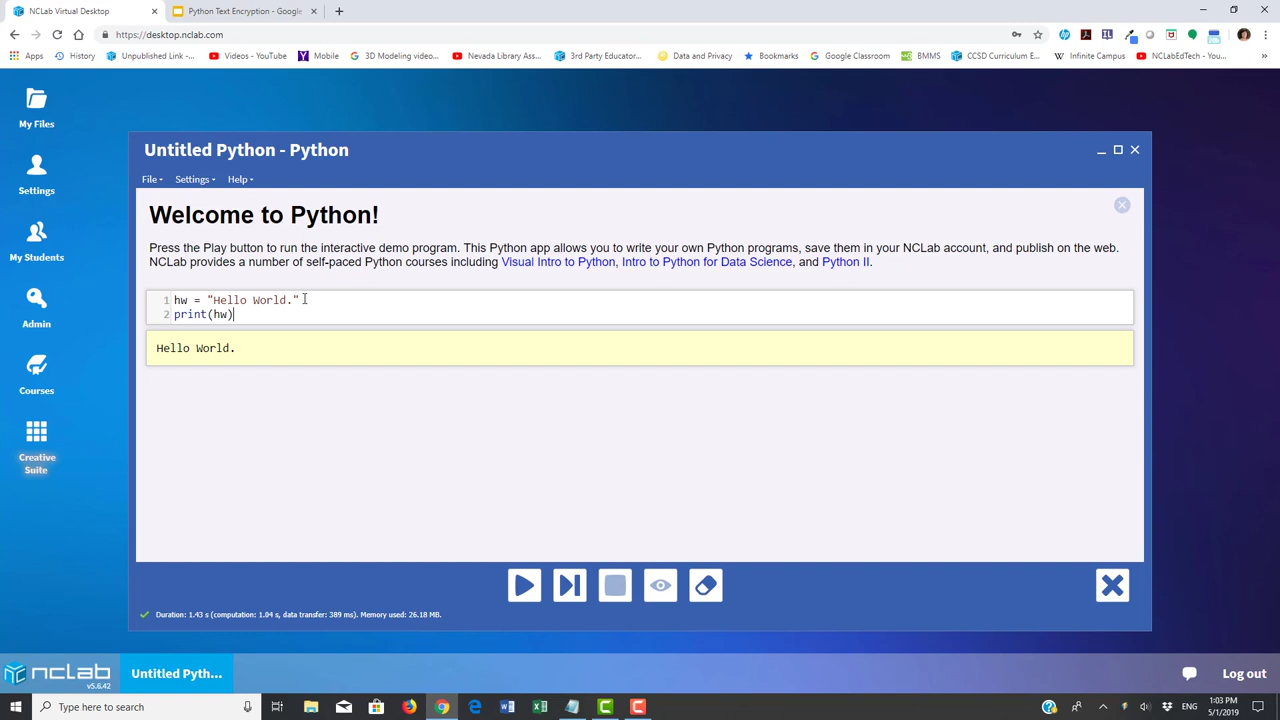 NCLab Virtual Desktop
Python Text Encryption - Google
https://desktop.nclab.com
Apps
History
Unpublished Link -...
Videos - YouTube
Mobile
3D Modeling video...
Nevada Library Ass...
3rd Party Educator...
Data and Privacy
Bookmarks
Google Classroom
BMMS
CCSD Curriculum E...
Infinite Campus
NCLabEdTech - You...
My Files
Settings
My Students
Admin
Courses
Creative
Suite
Untitled Python - Python
File
Settings
Help
Welcome to Python!
Press the Play button to run the interactive demo program. This Python app allows you to write your own Python programs, save them in your NCLab account, and publish on the web.
NCLab provides a number of self-paced Python courses including Visual Intro to Python, Intro to Python for Data Science, and Python II.
1 hw = "Hello World."
2 print(hw)
Hello World.
Duration: 1.43 s (computation: 1.04 s, data transfer: 389 ms). Memory used: 26.18 MB.
nclab
v5.6.42
Untitled Pyth...
Log out
Type here to search
ENG
1:03 PM
5/1/2019